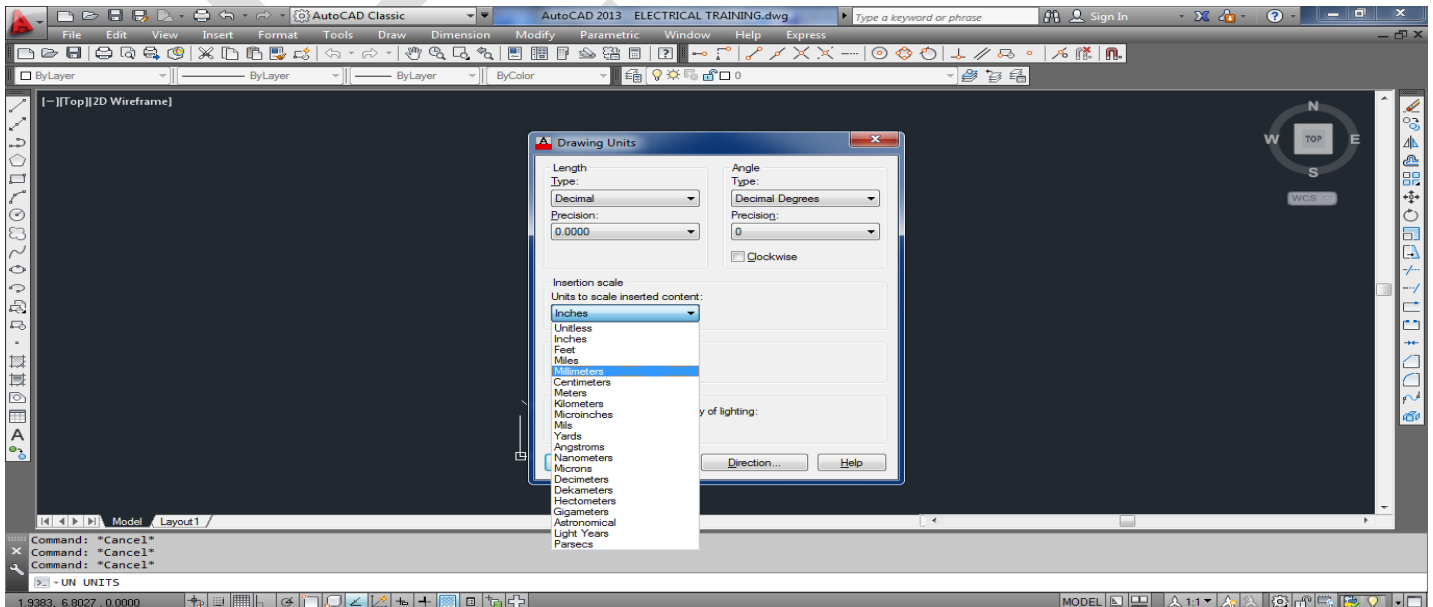 AutoCAD Classic AutoCAD 2013 ELECTRICAL TRAINING.dwg Type a keyword or phrase Sign In
File Edit View Insert Format Tools Draw Dimension Modify Parametric Window Help Express
ByLayer ByLayer ByLayer ByColor 0
[−][Top][2D Wireframe]
N
W TOP E
S
WCS
Drawing Units
Length Angle
Type: Type:
Decimal Decimal Degrees
Precision: Precision:
0.0000 0
Clockwise
Insertion scale
Units to scale inserted content:
Inches
Unitless
Inches
Feet
Miles
Millimeters
Centimeters
Meters
Kilometers
Microinches
Mils
Yards
Angstroms
Nanometers
Microns
Decimeters
Dekameters
Hectometers
Gigameters
Astronomical
Light Years
Parsecs
y of lighting:
Direction... Help
A
Model Layout1
Command: *Cancel*
Command: *Cancel*
Command: *Cancel*
UN UNITS
1.9383, 6.8027, 0.0000 MODEL 1:1